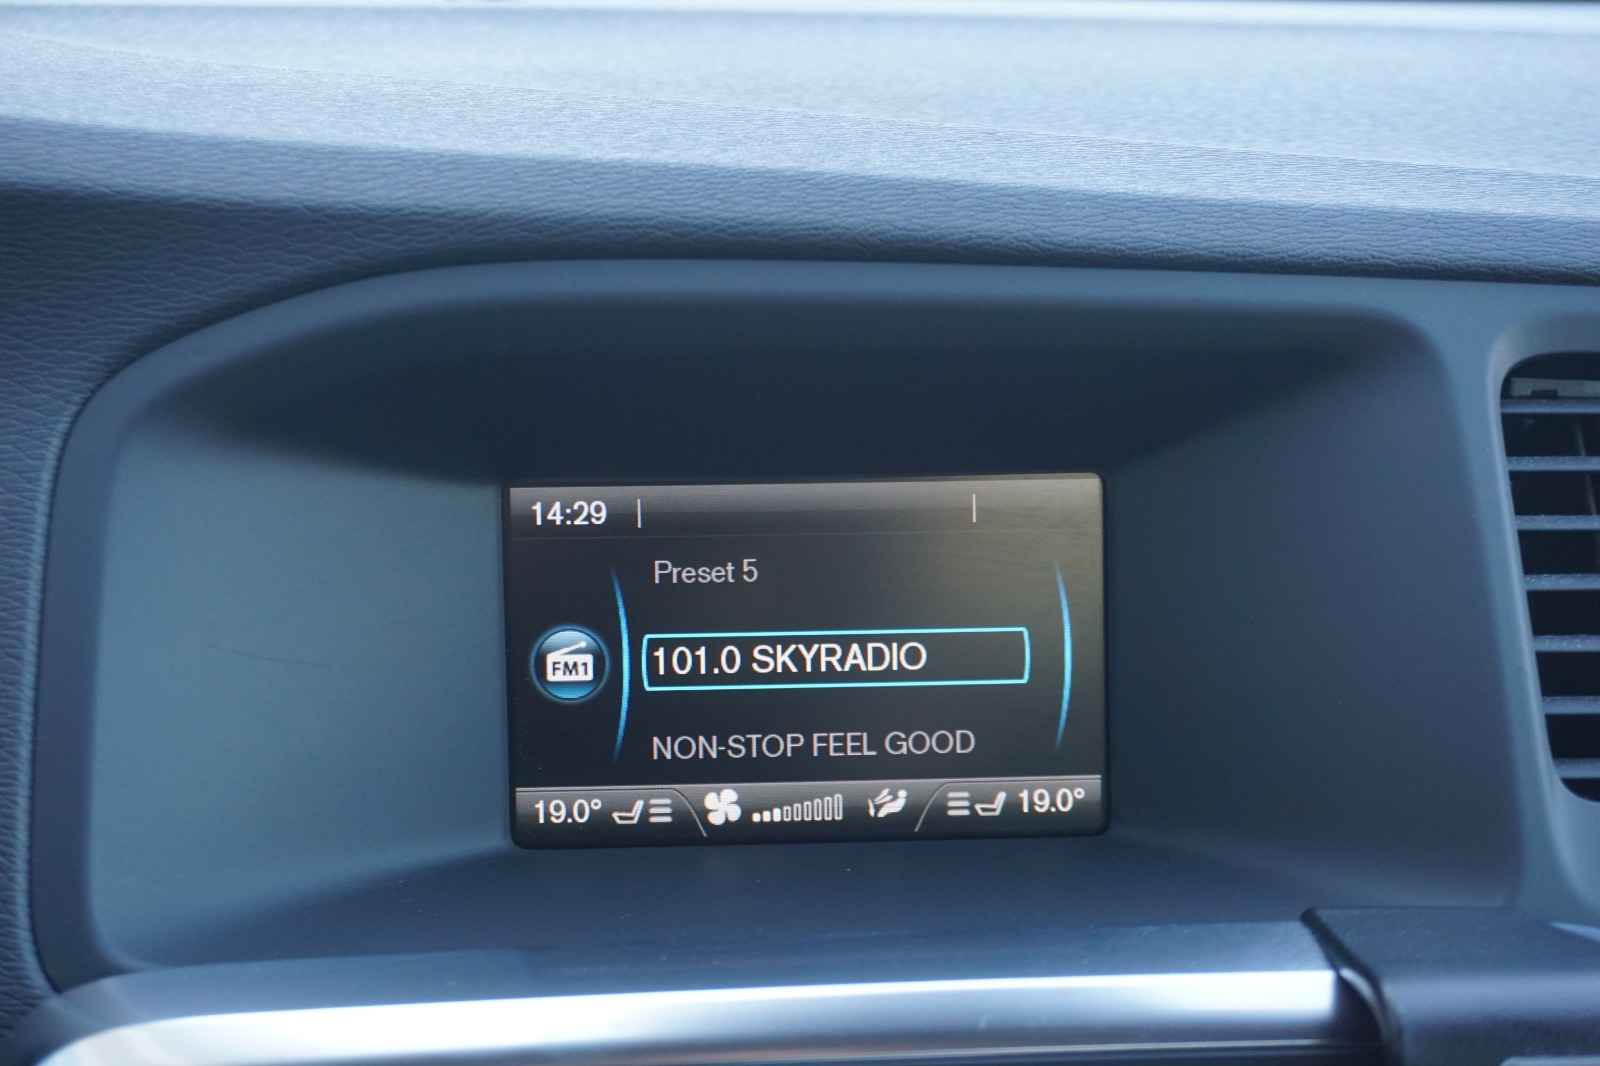 14:29
Preset 5
FM1
101.0 SKYRADIO
NON-STOP FEEL GOOD
19.0° 19.0°